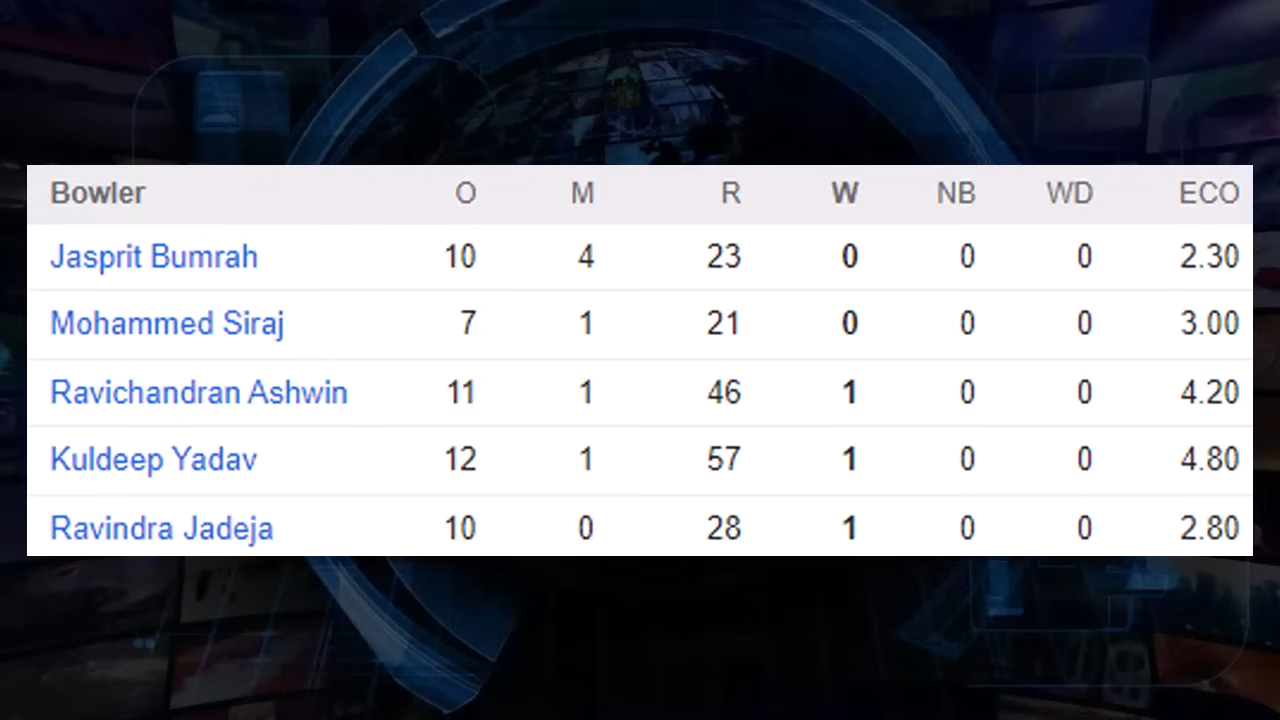 Bowler O M R W NB WD ECO
Jasprit Bumrah 10 4 23 0 0 0 2.30
Mohammed Siraj 7 1 21 0 0 0 3.00
Ravichandran Ashwin 11 1 46 1 0 0 4.20
Kuldeep Yadav 12 1 57 1 0 0 4.80
Ravindra Jadeja 10 0 28 1 0 0 2.80